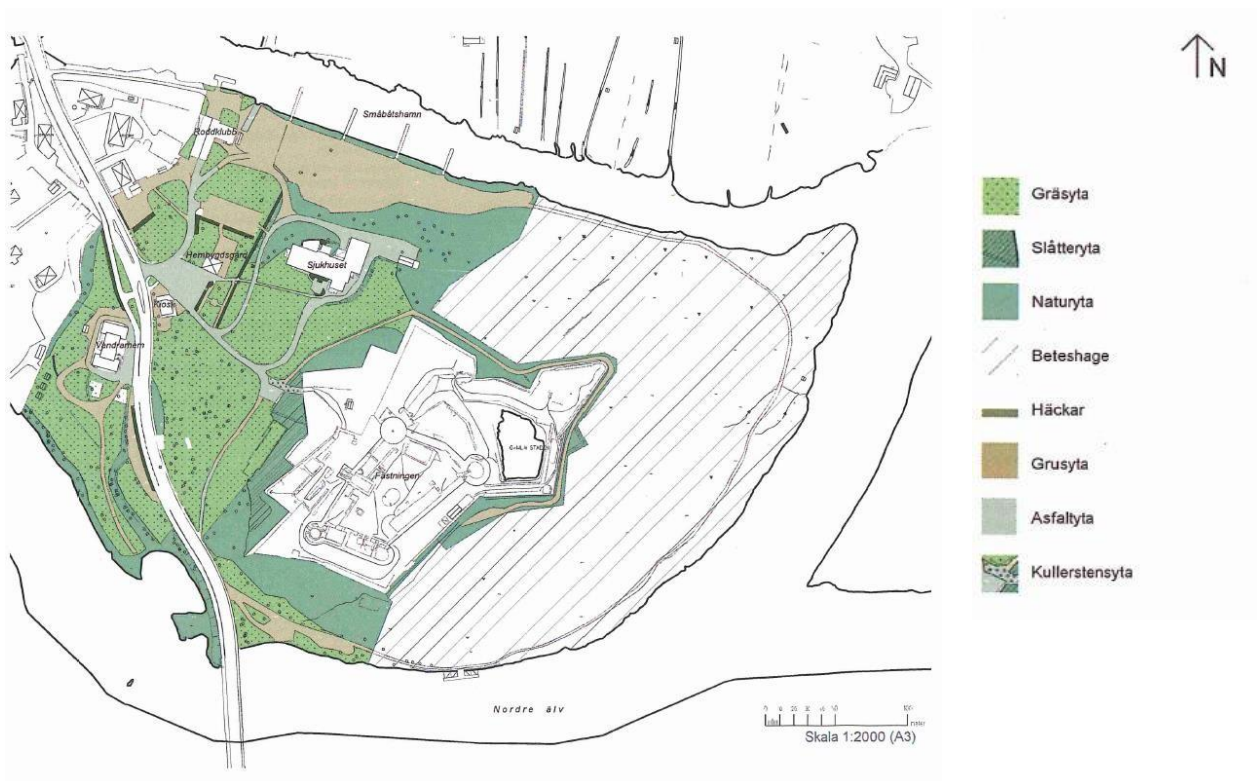 Småbåtshamn
Roddklubb
Hembygdsgård
Sjukhuset
Kiosk
Vandrarhem
Fästningen
Nordre älv
Skala 1:2000 (A3)
N
Gräsyta
Slåtteryta
Naturyta
Beteshage
Häckar
Grusyta
Asfaltyta
Kullerstensyta